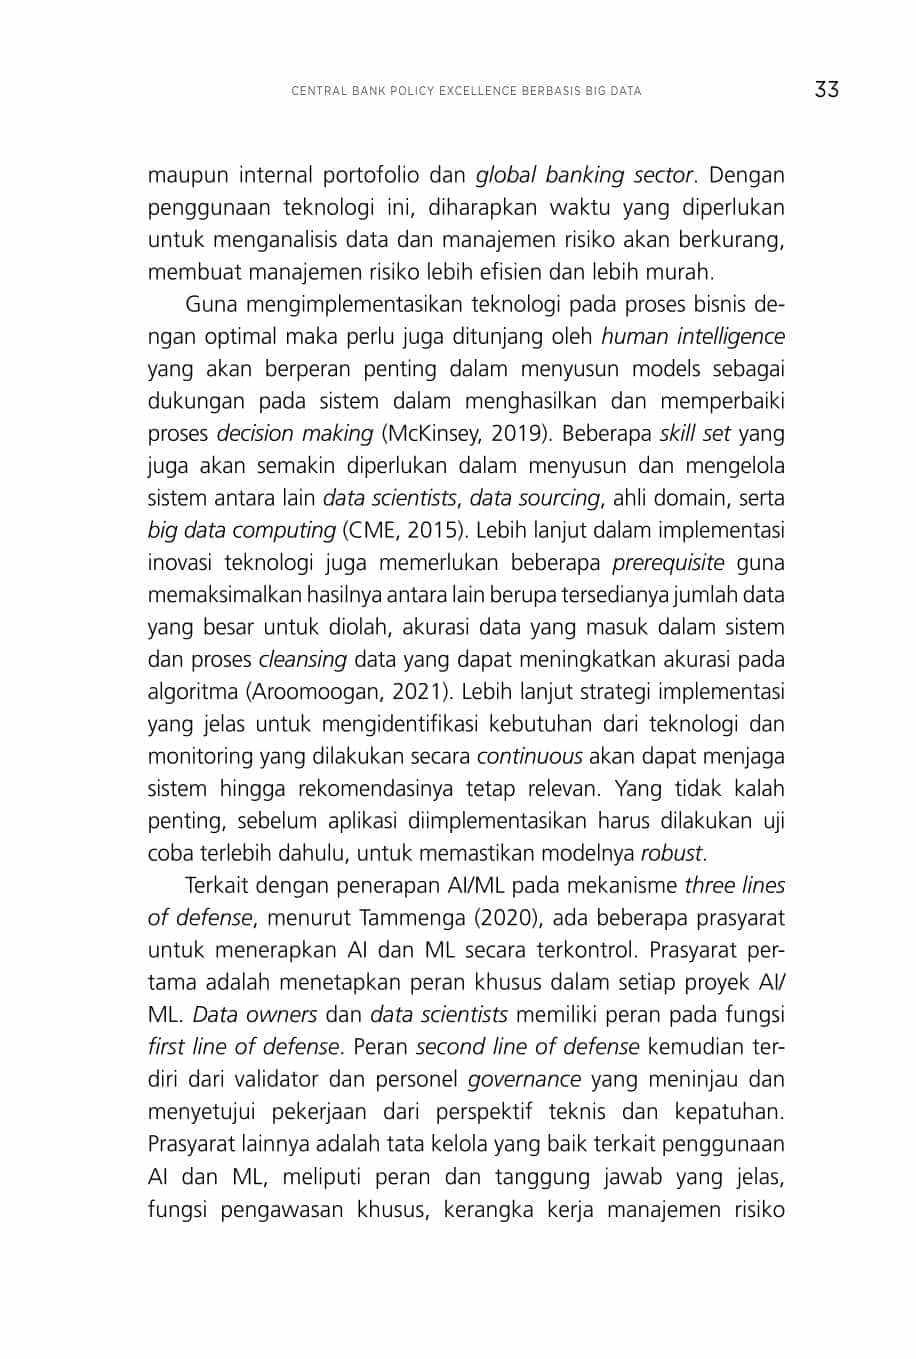 CENTRAL BANK POLICY EXCELLENCE BERBASIS BIG DATA 33
maupun internal portofolio dan global banking sector. Dengan
penggunaan teknologi ini, diharapkan waktu yang diperlukan
untuk menganalisis data dan manajemen risiko akan berkurang,
membuat manajemen risiko lebih efisien dan lebih murah.
Guna mengimplementasikan teknologi pada proses bisnis de-
ngan optimal maka perlu juga ditunjang oleh human intelligence
yang akan berperan penting dalam menyusun models sebagai
dukungan pada sistem dalam menghasilkan dan memperbaiki
proses decision making (McKinsey, 2019). Beberapa skill set yang
juga akan semakin diperlukan dalam menyusun dan mengelola
sistem antara lain data scientists, data sourcing, ahli domain, serta
big data computing (CME, 2015). Lebih lanjut dalam implementasi
inovasi teknologi juga memerlukan beberapa prerequisite guna
memaksimalkan hasilnya antara lain berupa tersedianya jumlah data
yang besar untuk diolah, akurasi data yang masuk dalam sistem
dan proses cleansing data yang dapat meningkatkan akurasi pada
algoritma (Aroomoogan, 2021). Lebih lanjut strategi implementasi
yang jelas untuk mengidentifikasi kebutuhan dari teknologi dan
monitoring yang dilakukan secara continuous akan dapat menjaga
sistem hingga rekomendasinya tetap relevan. Yang tidak kalah
penting, sebelum aplikasi diimplementasikan harus dilakukan uji
coba terlebih dahulu, untuk memastikan modelnya robust.
Terkait dengan penerapan AI/ML pada mekanisme three lines
of defense, menurut Tammenga (2020), ada beberapa prasyarat
untuk menerapkan AI dan ML secara terkontrol. Prasyarat per-
tama adalah menetapkan peran khusus dalam setiap proyek AI/
ML. Data owners dan data scientists memiliki peran pada fungsi
first line of defense. Peran second line of defense kemudian ter-
diri dari validator dan personel governance yang meninjau dan
menyetujui pekerjaan dari perspektif teknis dan kepatuhan.
Prasyarat lainnya adalah tata kelola yang baik terkait penggunaan
AI dan ML, meliputi peran dan tanggung jawab yang jelas,
fungsi pengawasan khusus, kerangka kerja manajemen risiko